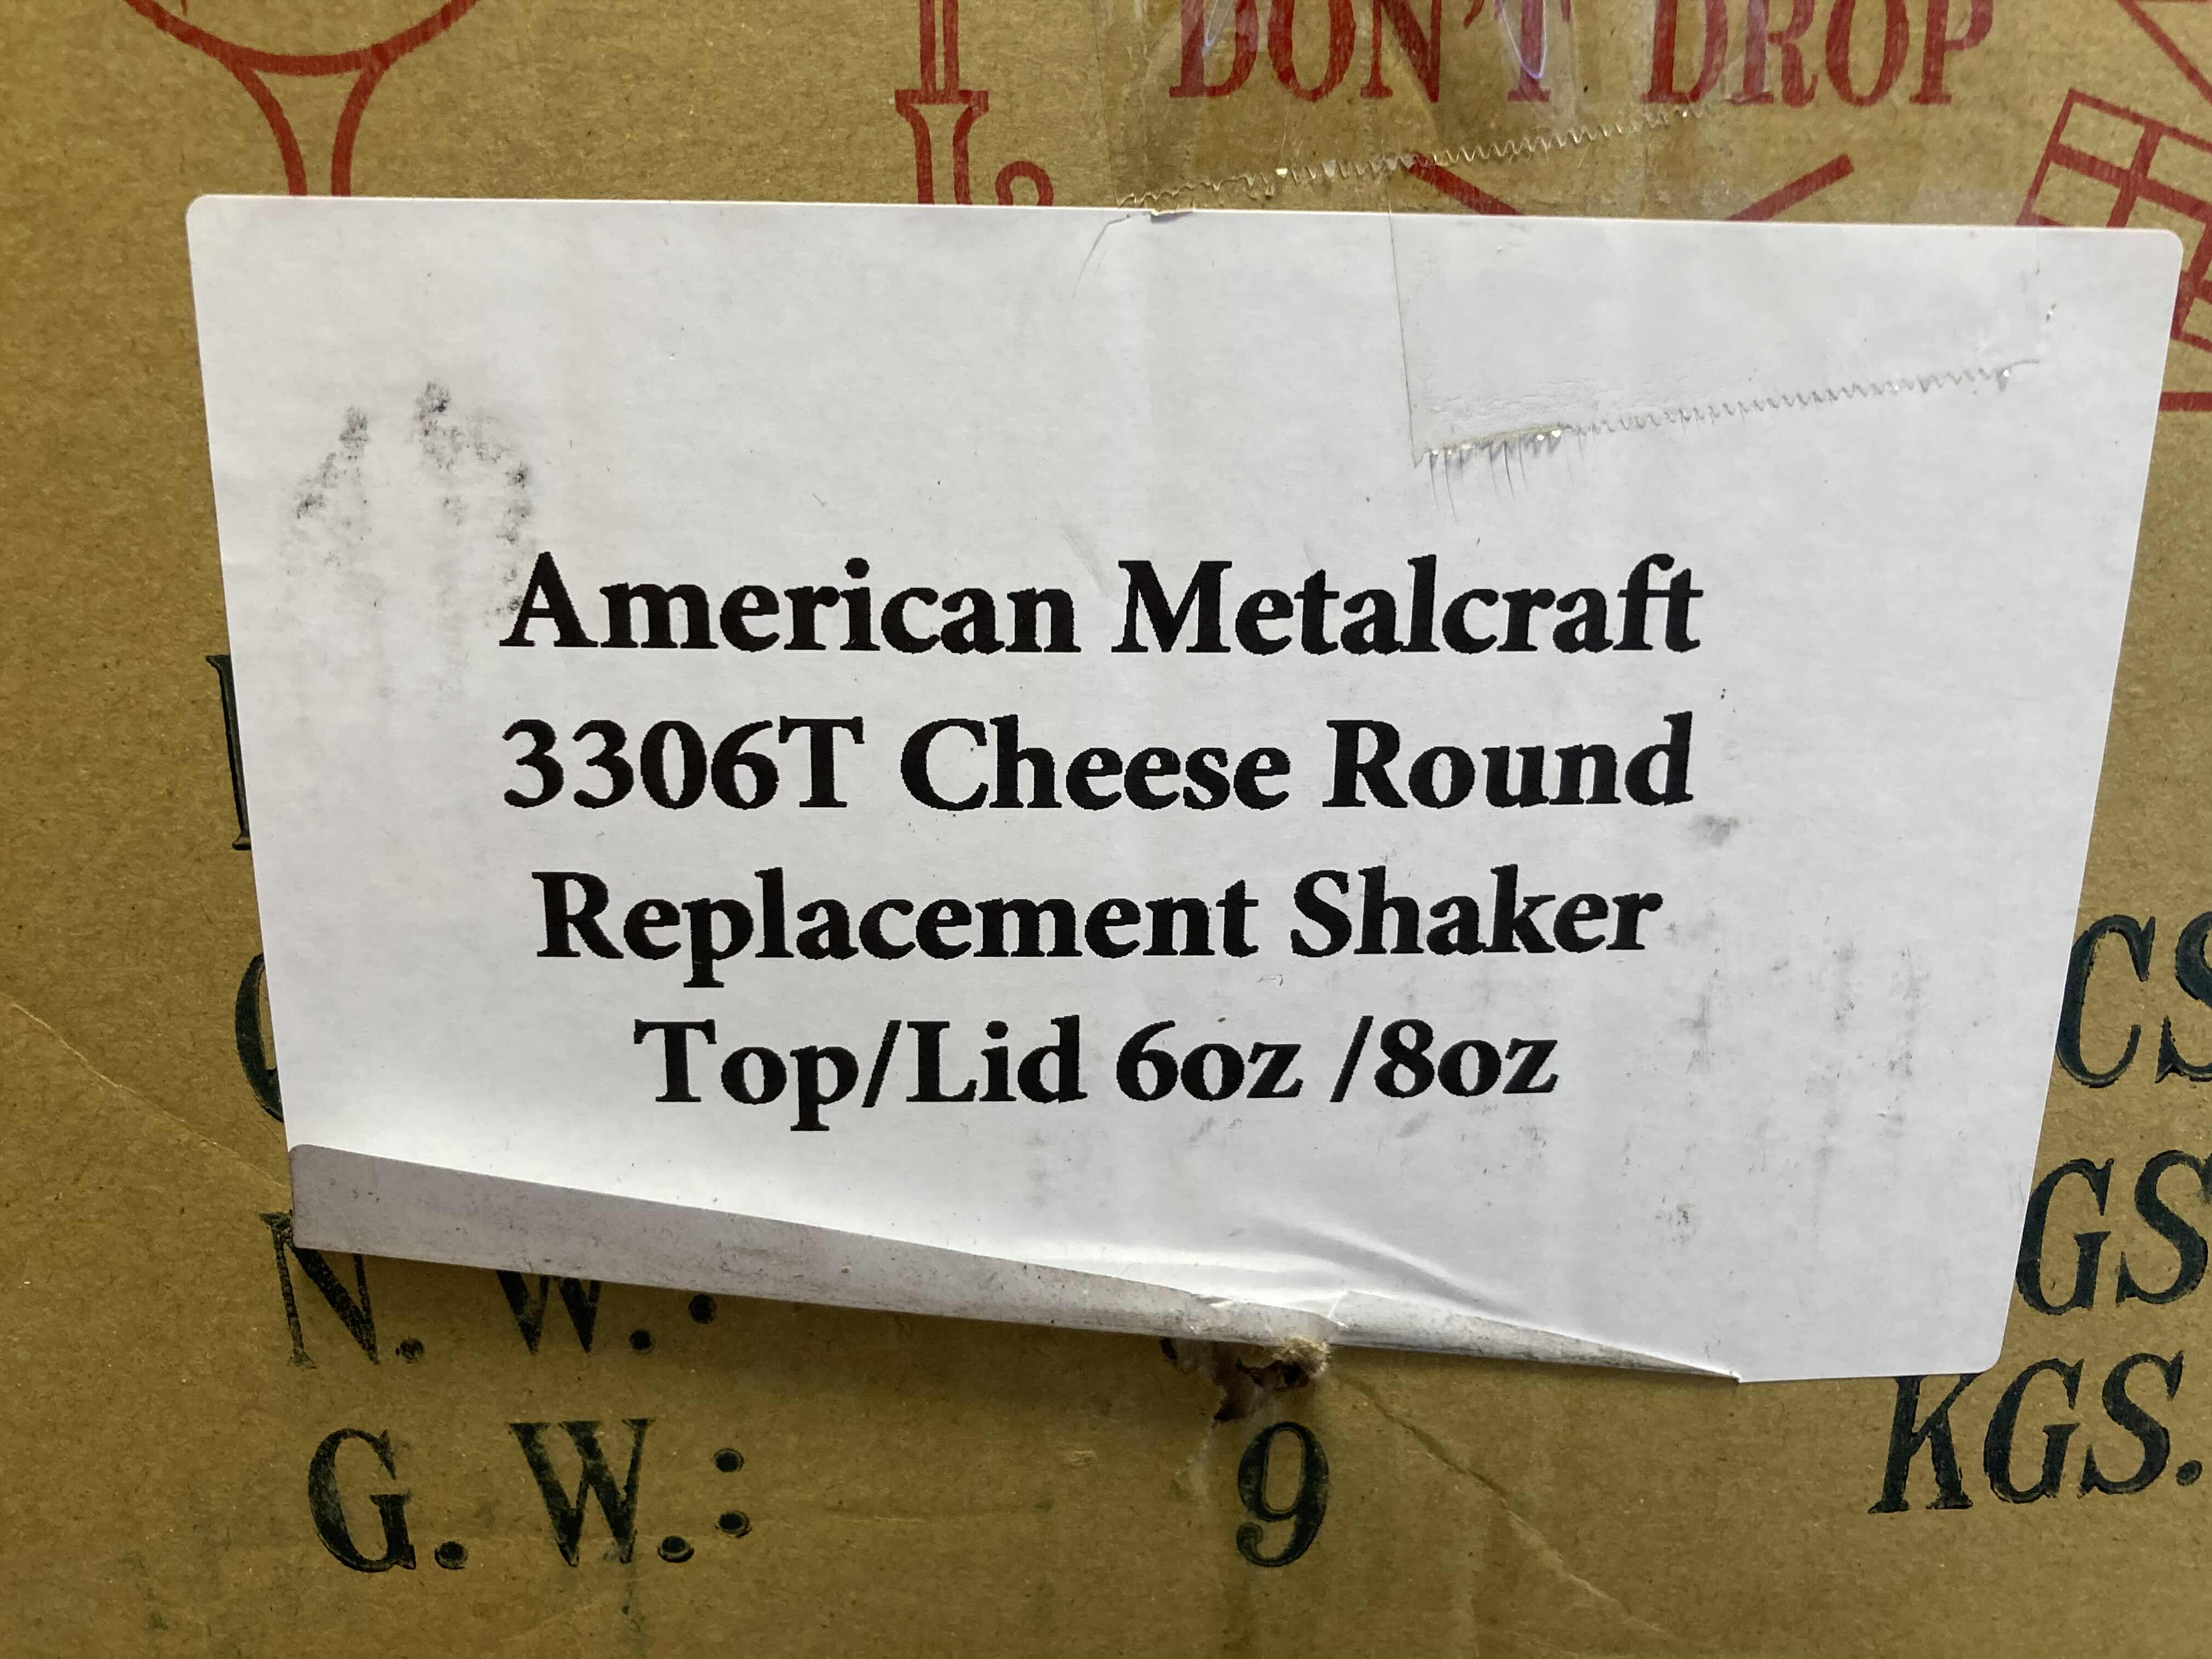 DON'T DROP
American Metalcraft
3306T Cheese Round
Replacement Shaker
Top/Lid 6oz /8oz
N. W.:
KGS.
G. W.: 9